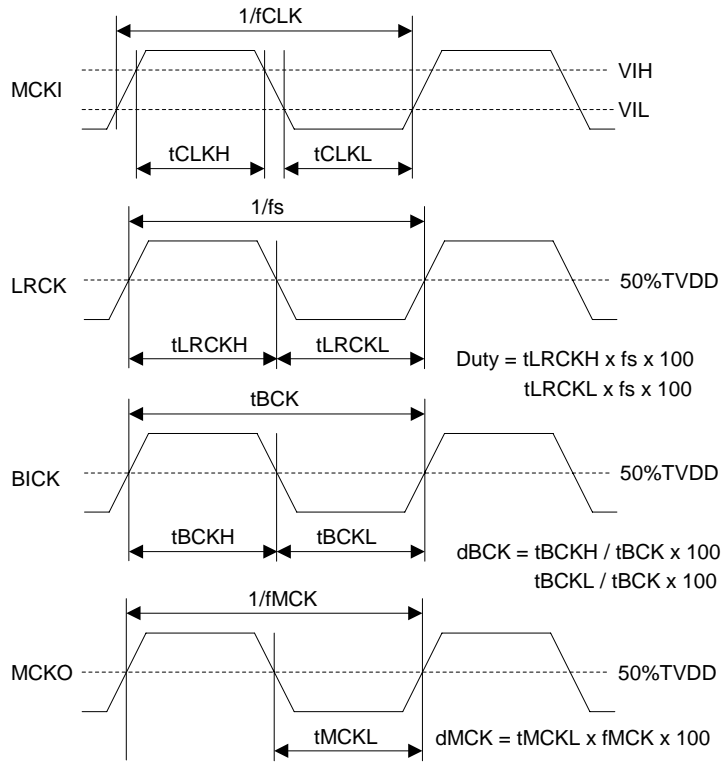 1/fCLK
MCKI
VIH
VIL
tCLKH
tCLKL
1/fs
LRCK
50%TVDD
tLRCKH
tLRCKL
Duty = tLRCKH x fs x 100
tLRCKL x fs x 100
tBCK
BICK
50%TVDD
tBCKH
tBCKL
dBCK = tBCKH / tBCK x 100
tBCKL / tBCK x 100
1/fMCK
MCKO
50%TVDD
tMCKL
dMCK = tMCKL x fMCK x 100